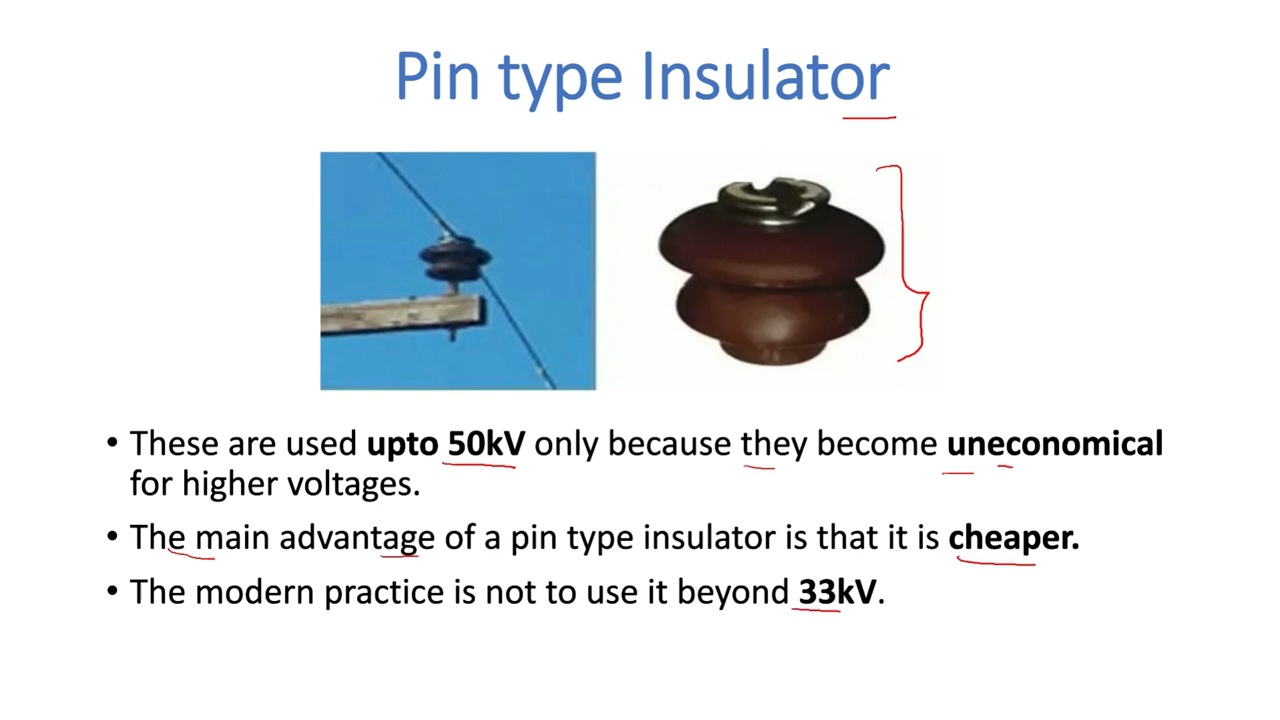 Pin type Insulator
• These are used upto 50kV only because they become uneconomical
for higher voltages.
• The main advantage of a pin type insulator is that it is cheaper.
• The modern practice is not to use it beyond 33kV.